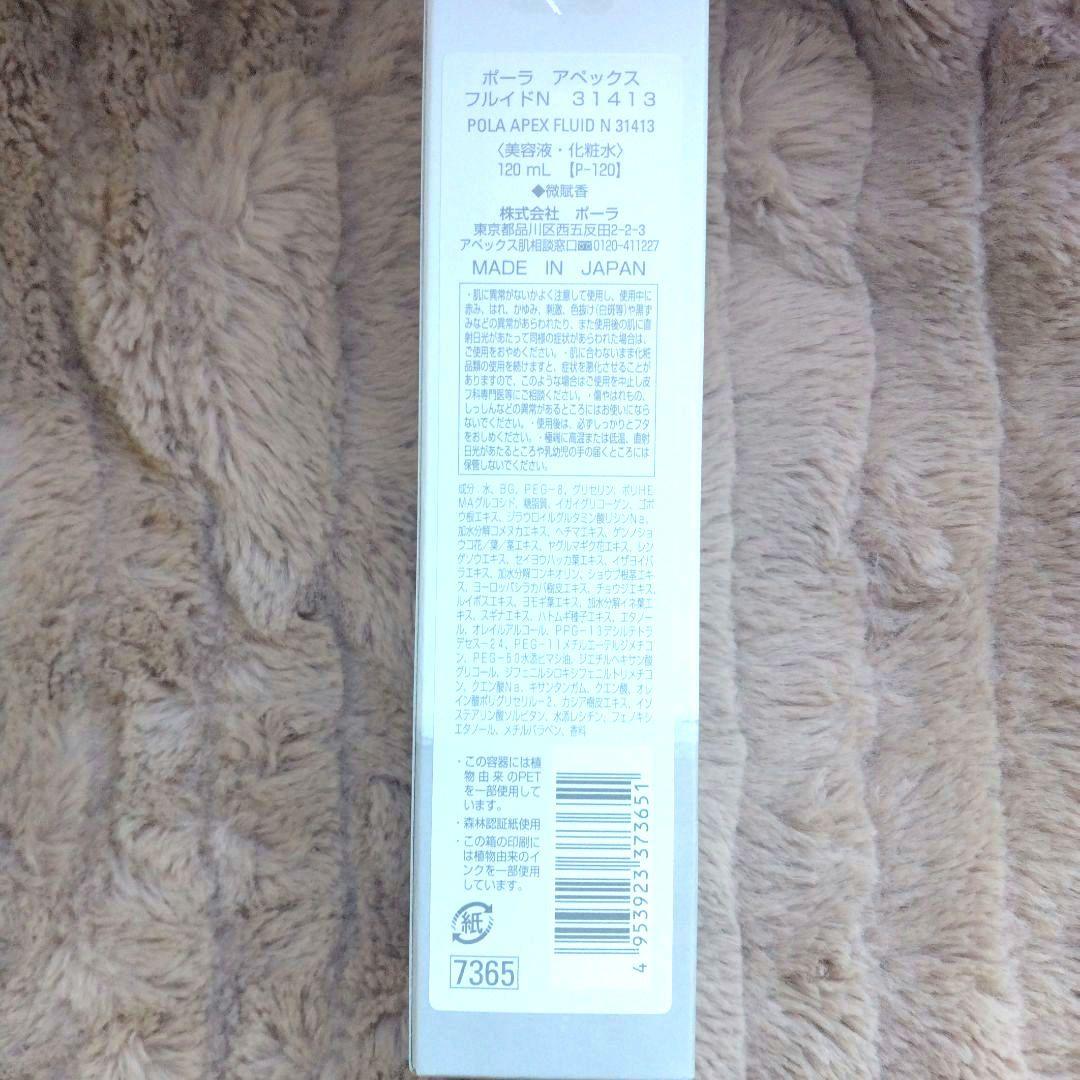 ポーラ　アペックス
フルイドN　31413
POLA APEX FLUID N 31413
〈美容液・化粧水〉
120 mL 【P-120】
◆微賦香
株式会社　ポーラ
東京都品川区西五反田2-2-3
アペックス肌相談窓口 0120-411227
MADE IN JAPAN
・肌に異常がないかよく注意して使用し、使用中に
赤み、はれ、かゆみ、刺激、色抜け(白斑等)や黒ず
みなどの異常があらわれたり、また使用後の肌に直
射日光があたって同様の症状があらわれた場合は、
ご使用をおやめください。・肌に合わないまま化粧
品類の使用を続けますと、症状を悪化させることが
ありますので、このような場合はご使用を中止し皮
フ科専門医等にご相談ください。・傷やはれもの、
しっしんなどの異常があるところにはお使いになら
ないでください。・使用後は、必ずしっかりとフタ
をおしめください。・極端に高温または低温、直射
日光があたるところや乳幼児の手の届くところには
保管しないでください。
成分:水、BG、PEG-8、グリセリン、ポリHE
MAグルコシド、糖脂質、イガイグリコーゲン、ゴボ
ウ根エキス、ジラウロイルグルタミン酸リシンNa、
加水分解コメヌカエキス、ヘチマエキス、ゲンノショ
ウコ花/葉/茎エキス、ヤグルマギク花エキス、レン
ゲソウエキス、セイヨウハッカ葉エキス、イザヨイバ
ラエキス、加水分解コンキオリン、ショウブ根茎エキ
ス、ヨーロッパシラカバ樹皮エキス、チョウジエキス、
ルイボスエキス、ヨモギ葉エキス、加水分解イネ葉エ
キス、スギナエキス、ハトムギ種子エキス、エタノー
ル、オレイルアルコール、PPG-13デシルテトラ
デセス-24、PEG-11メチルエーテルジメチコ
ン、PEG-60水添ヒマシ油、ジエチルヘキサン酸
グリコール、ジフェニルシロキシフェニルトリメチコ
ン、クエン酸Na、キサンタンガム、クエン酸、オレ
イン酸ポリグリセリル-2、カシア樹皮エキス、イソ
ステアリン酸ソルビタン、水添レシチン、フェノキシ
エタノール、メチルパラベン、香料
・この容器には植
物由来のPET
を一部使用して
います。
・森林認証紙使用
・この箱の印刷に
は植物由来のイ
ンクを一部使用
しています。
紙
7365
4 953923 373651